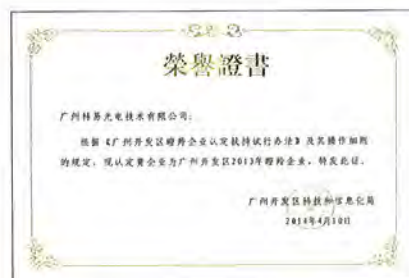 榮譽證書
广州科易光电技术有限公司：
根据《广州开发区瞪羚企业认定扶持试行办法》及其操作细则
的规定，现认定贵企业为广州开发区2013年瞪羚企业，特发此证。
广州开发区科技和信息化局
2014年4月10日